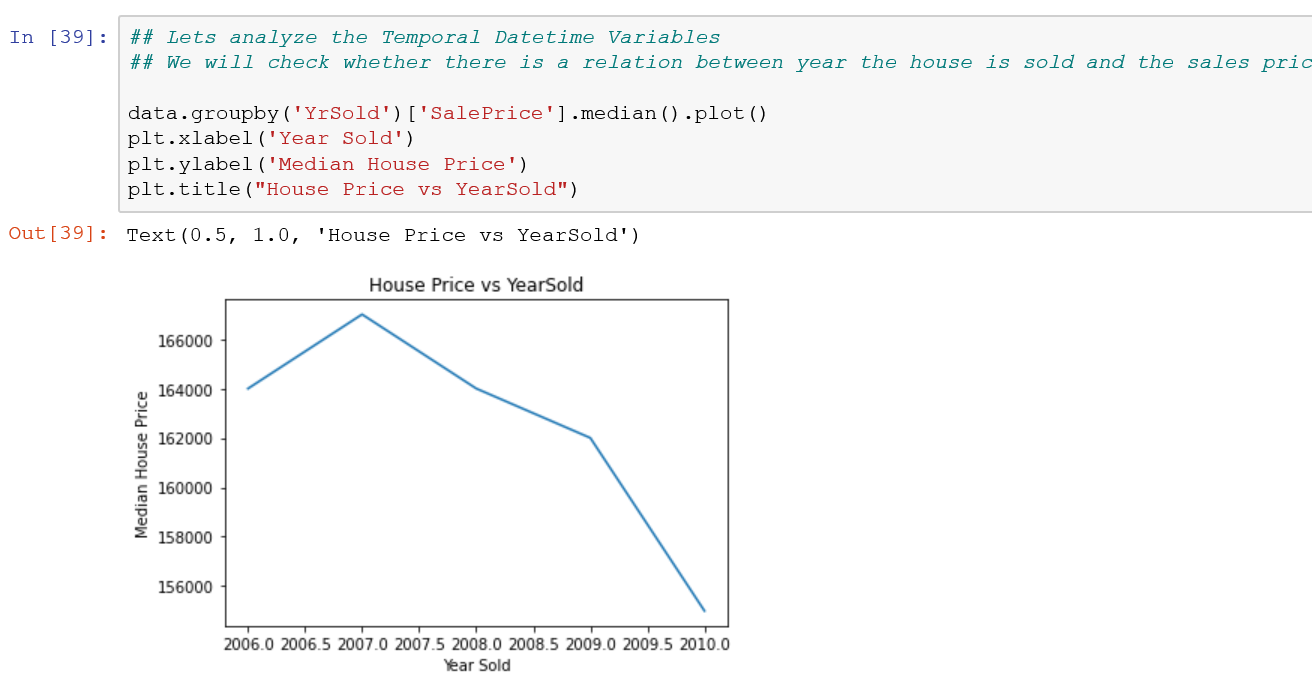 In [39]: ## Lets analyze the Temporal Datetime Variables
## We will check whether there is a relation between year the house is sold and the sales pric
data.groupby('YrSold')['SalePrice'].median().plot()
plt.xlabel('Year Sold')
plt.ylabel('Median House Price')
plt.title("House Price vs YearSold")
Out[39]: Text(0.5, 1.0, 'House Price vs YearSold')
House Price vs YearSold
166000
164000
162000
160000
158000
156000
Median House Price
2006.0 2006.5 2007.0 2007.5 2008.0 2008.5 2009.0 2009.5 2010.0
Year Sold